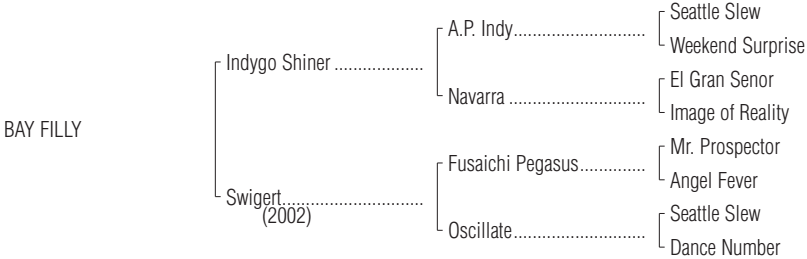 Seattle Slew
A.P. Indy............................
Weekend Surprise
Indygo Shiner ...................
El Gran Senor
Navarra .............................
Image of Reality
BAY FILLY
Mr. Prospector
Fusaichi Pegasus..............
Angel Fever
Swigert..............................
(2002)
Seattle Slew
Oscillate............................
Dance Number